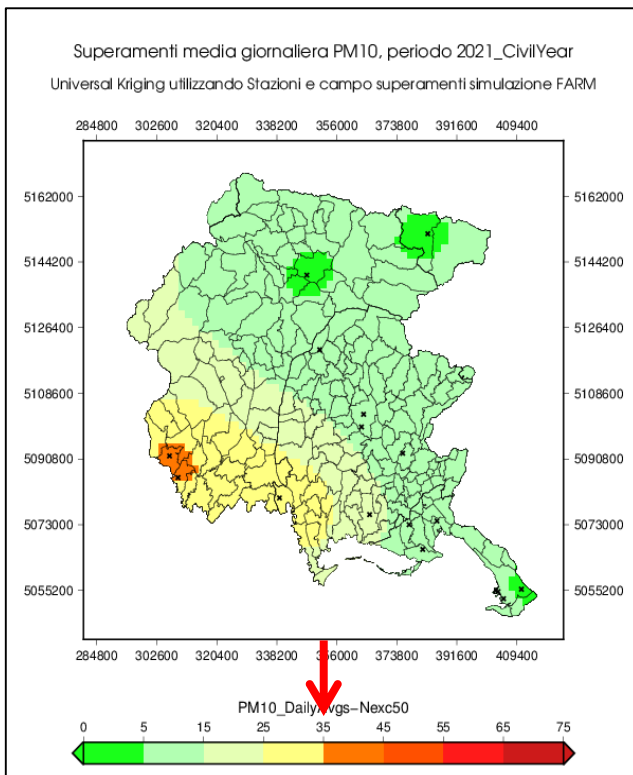 Superamenti media giornaliera PM10, periodo 2021_CivilYear
Universal Kriging utilizzando Stazioni e campo superamenti simulazione FARM
284800 302600 320400 338200 356000 373800 391600 409400
5162000 5162000
5144200 5144200
5126400 5126400
5108600 5108600
5090800 5090800
5073000 5073000
5055200 5055200
284800 302600 320400 338200 356000 373800 391600 409400
PM10_DailyAvgs-Nexc50
0 5 15 25 35 45 55 65 75